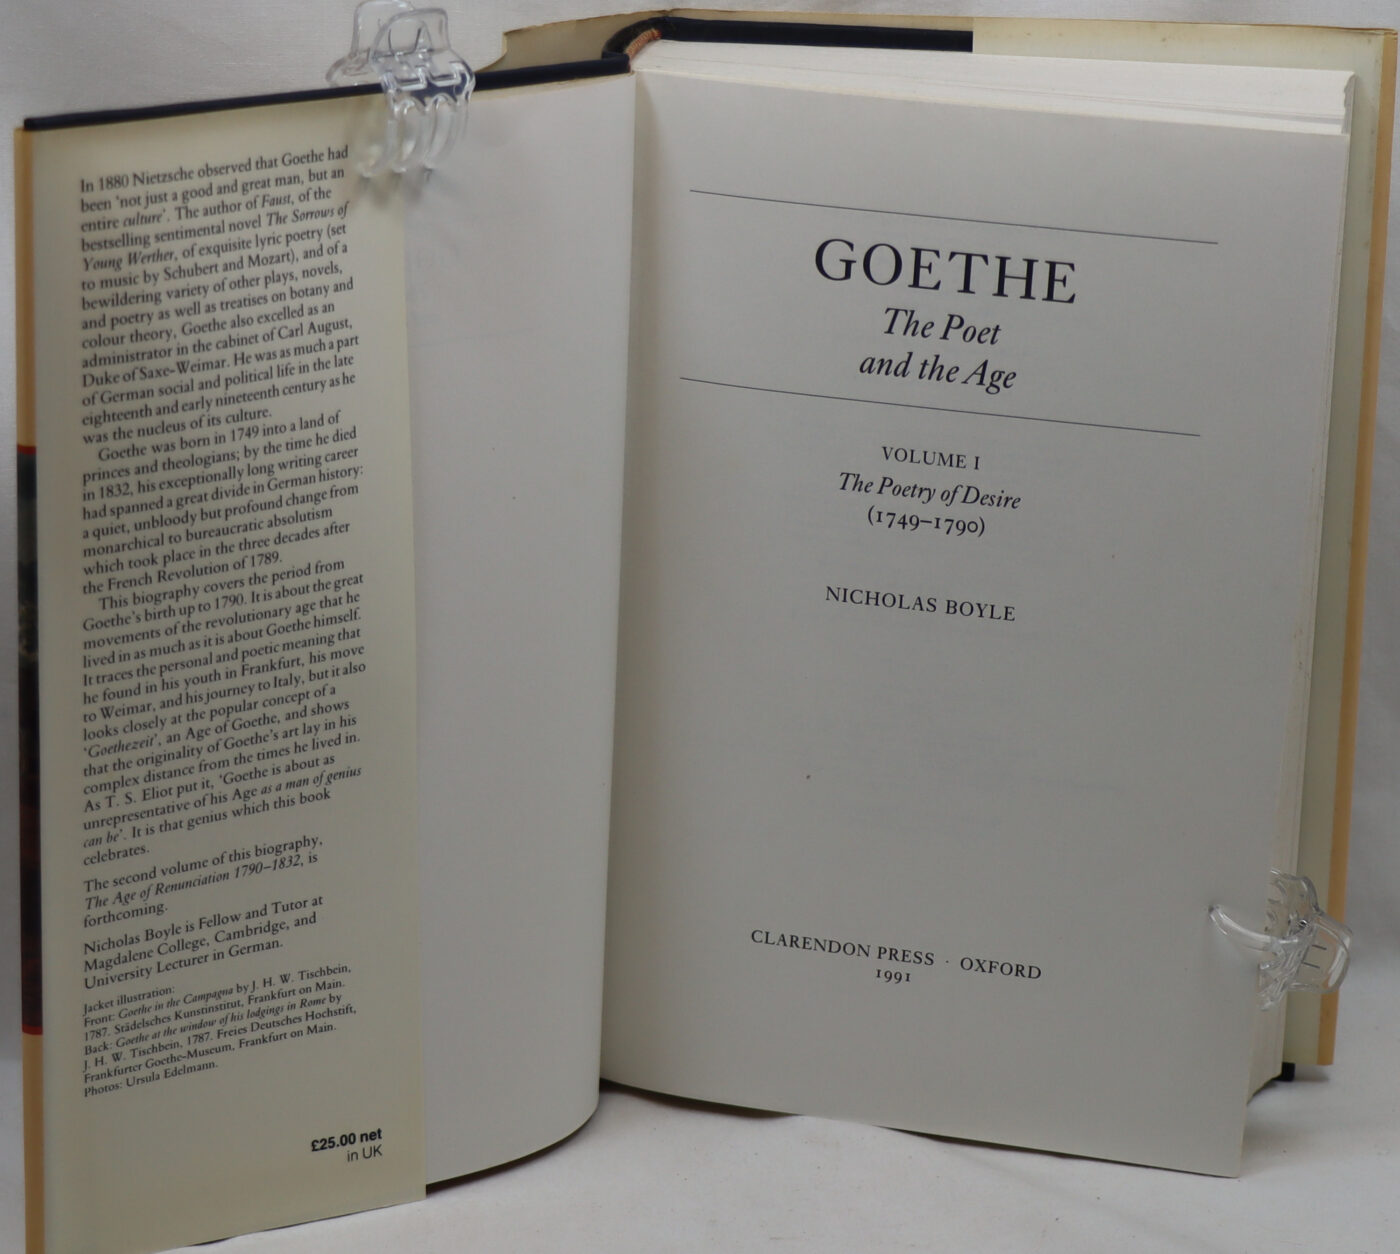 In 1880 Nietzsche observed that Goethe had
been 'not just a good and great man, but an
entire culture'. The author of Faust, of the
bestselling sentimental novel The Sorrows of
Young Werther, of exquisite lyric poetry (set
to music by Schubert and Mozart), and of a
bewildering variety of other plays, novels,
and poetry as well as treatises on botany and
colour theory, Goethe also excelled as an
administrator in the cabinet of Carl August,
Duke of Saxe-Weimar. He was as much a part
of German social and political life in the late
eighteenth and early nineteenth century as he
was the nucleus of its culture.
Goethe was born in 1749 into a land of
princes and theologians; by the time he died
in 1832, his exceptionally long writing career
had spanned a great divide in German history:
a quiet, unbloody but profound change from
monarchical to bureaucratic absolutism
which took place in the three decades after
the French Revolution of 1789.
This biography covers the period from
Goethe's birth up to 1790. It is about the great
movements of the revolutionary age that he
lived in as much as it is about Goethe himself.
It traces the personal and poetic meaning that
he found in his youth in Frankfurt, his move
to Weimar, and his journey to Italy, but it also
looks closely at the popular concept of a
'Goethezeit', an Age of Goethe, and shows
that the originality of Goethe's art lay in his
complex distance from the times he lived in.
As T. S. Eliot put it, 'Goethe is about as
unrepresentative of his Age as a man of genius
can be'. It is that genius which this book
celebrates.
The second volume of this biography,
The Age of Renunciation 1790–1832, is
forthcoming.
Nicholas Boyle is Fellow and Tutor at
Magdalene College, Cambridge, and
University Lecturer in German.
Jacket illustration:
Front: Goethe in the Campagna by J. H. W. Tischbein,
1787. Städelsches Kunstinstitut, Frankfurt on Main.
Back: Goethe at the window of his lodgings in Rome by
J. H. W. Tischbein, 1787. Freies Deutsches Hochstift,
Frankfurter Goethe-Museum, Frankfurt on Main.
Photos: Ursula Edelmann.
£25.00 net
in UK
GOETHE
The Poet
and the Age
VOLUME I
The Poetry of Desire
(1749–1790)
NICHOLAS BOYLE
CLARENDON PRESS · OXFORD
1991